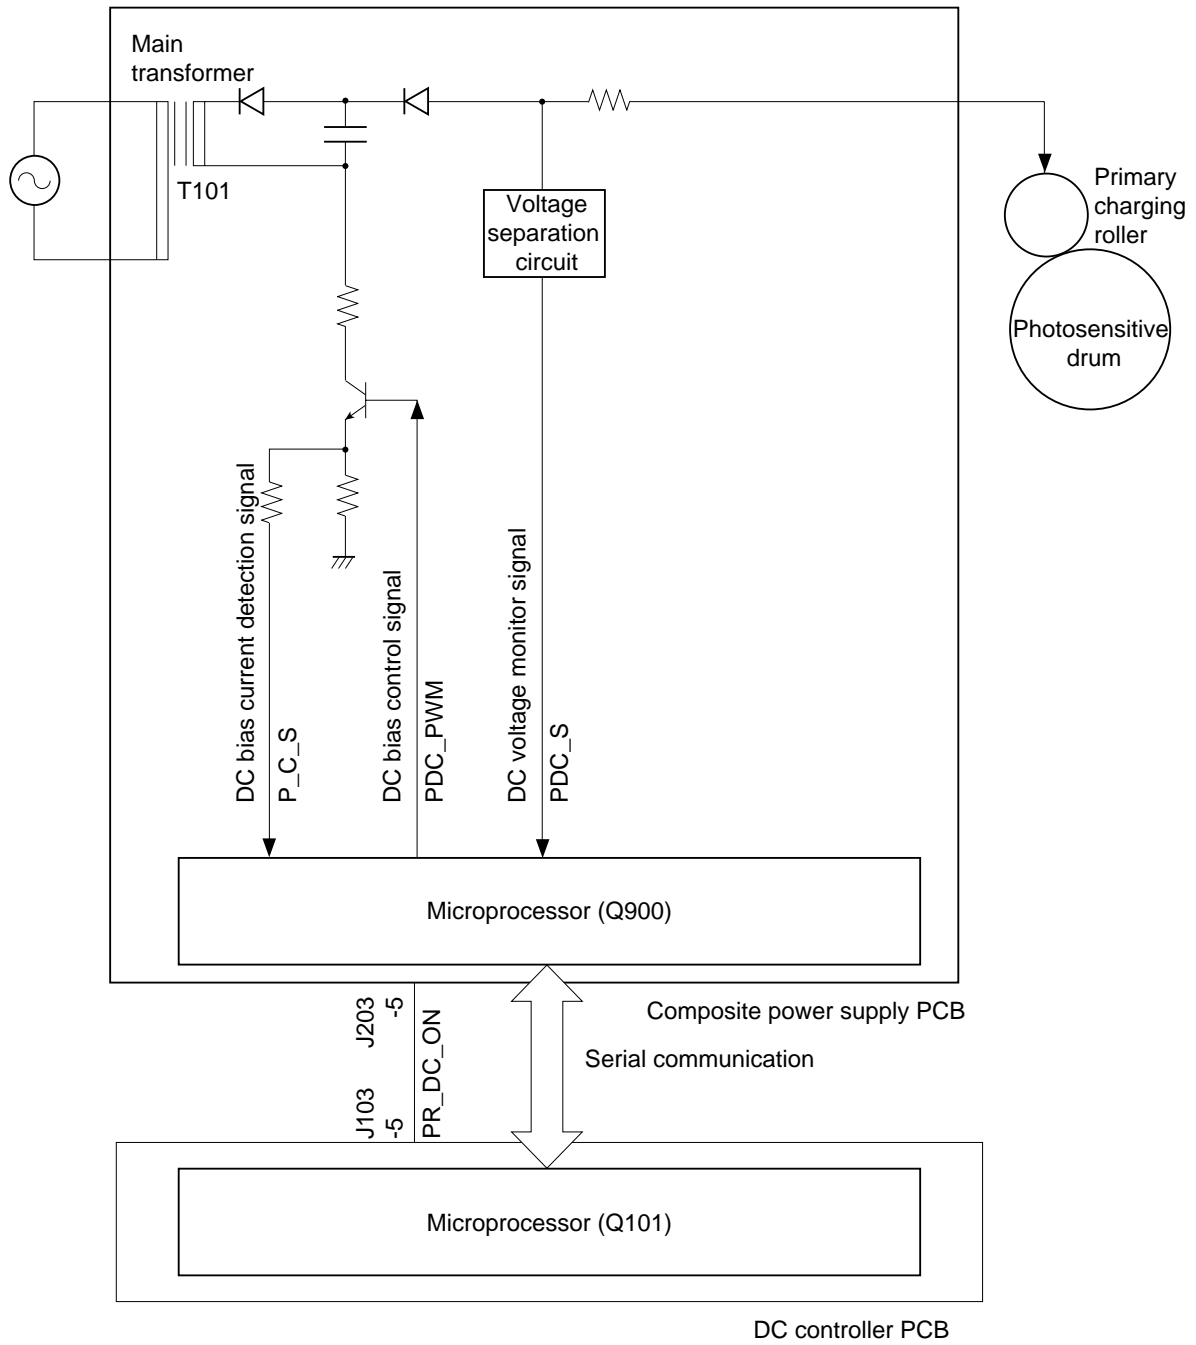 Main
transformer
T101
Voltage
separation
circuit
Primary
charging
roller
Photosensitive
drum
DC bias current detection signal
P_C_S
DC bias control signal
PDC_PWM
DC voltage monitor signal
PDC_S
Microprocessor (Q900)
Composite power supply PCB
J203
-5
J103
-5
PR_DC_ON
Serial communication
Microprocessor (Q101)
DC controller PCB